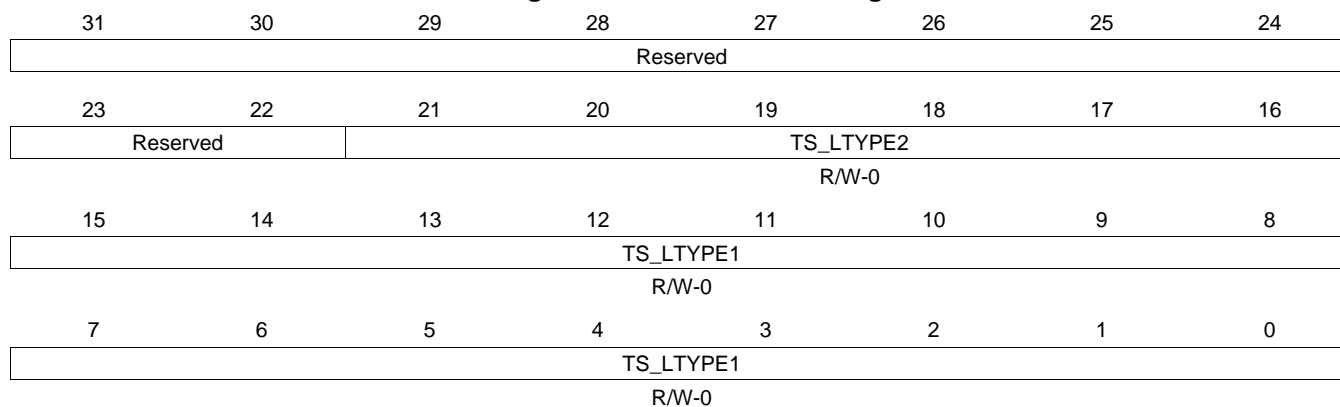 31 30 29 28 27 26 25 24
Reserved
23 22 21 20 19 18 17 16
Reserved TS_LTYPE2
R/W-0
15 14 13 12 11 10 9 8
TS_LTYPE1
R/W-0
7 6 5 4 3 2 1 0
TS_LTYPE1
R/W-0